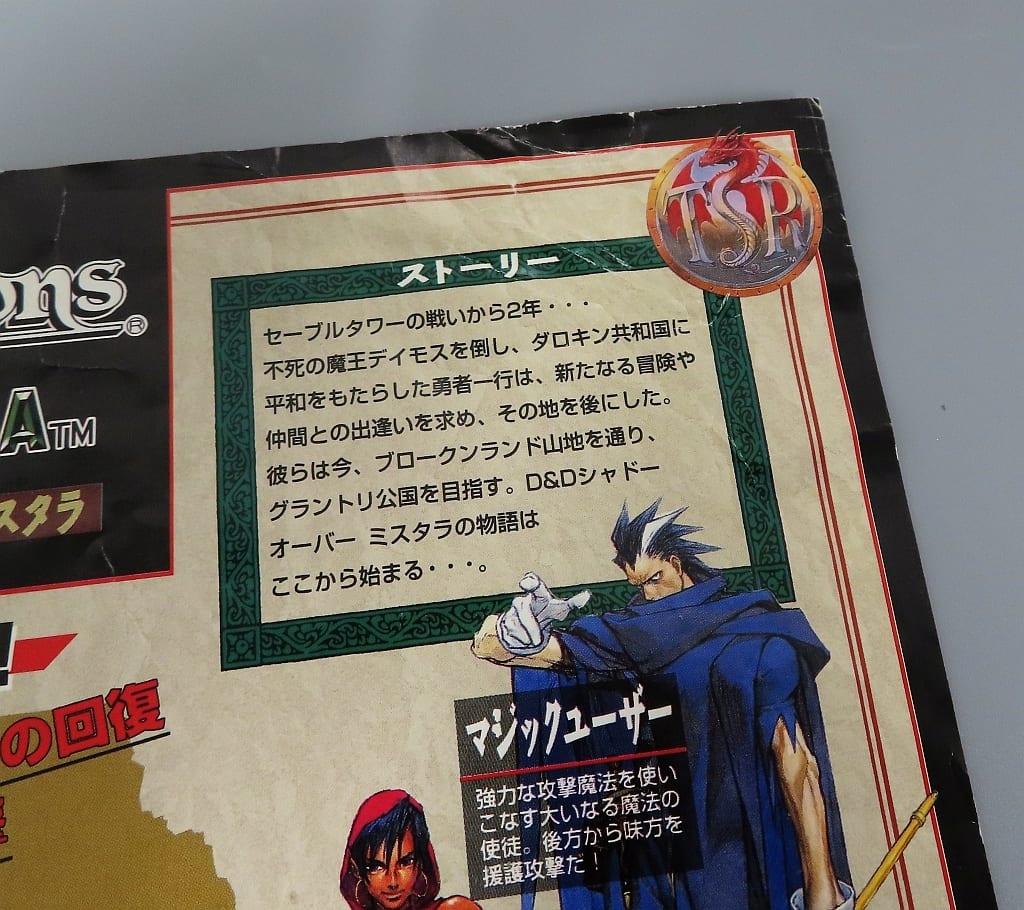 ons®
ATM
スタラ
!
の回復
TSR™
ストーリー
セーブルタワーの戦いから2年・・・
不死の魔王デイモスを倒し、ダロキン共和国に
平和をもたらした勇者一行は、新たなる冒険や
仲間との出逢いを求め、その地を後にした。
彼らは今、ブロークンランド山地を通り、
グラントリ公国を目指す。D&Dシャドー
オーバー ミスタラの物語は
ここから始まる・・・。
マジックユーザー
強力な攻撃魔法を使い
こなす大いなる魔法の
使徒。後方から味方を
援護攻撃だ!